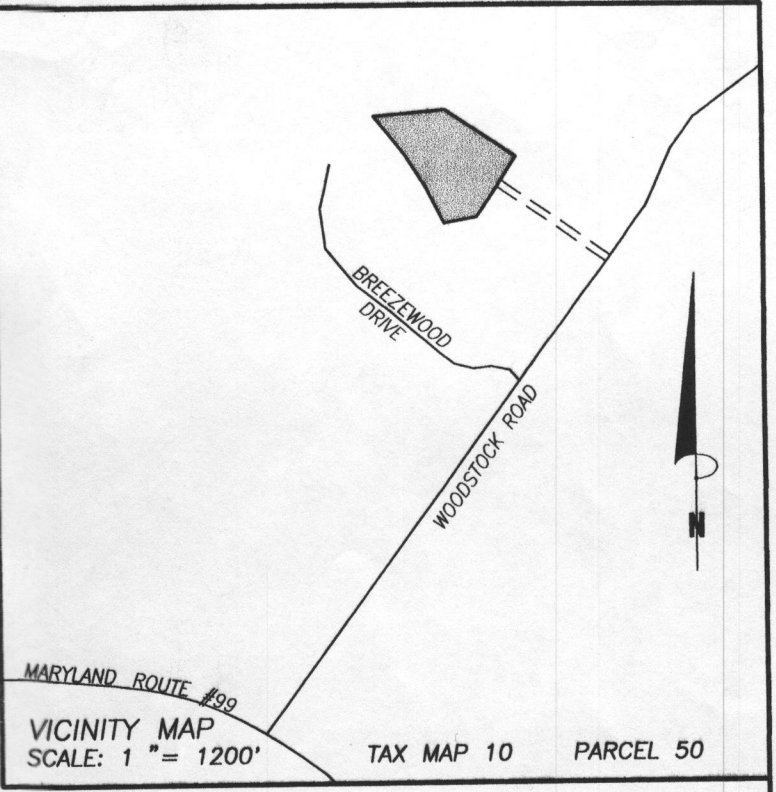 BREEZEWOOD
DRIVE
WOODSTOCK ROAD
N
MARYLAND ROUTE #99
VICINITY MAP
SCALE: 1 "= 1200'
TAX MAP 10
PARCEL 50